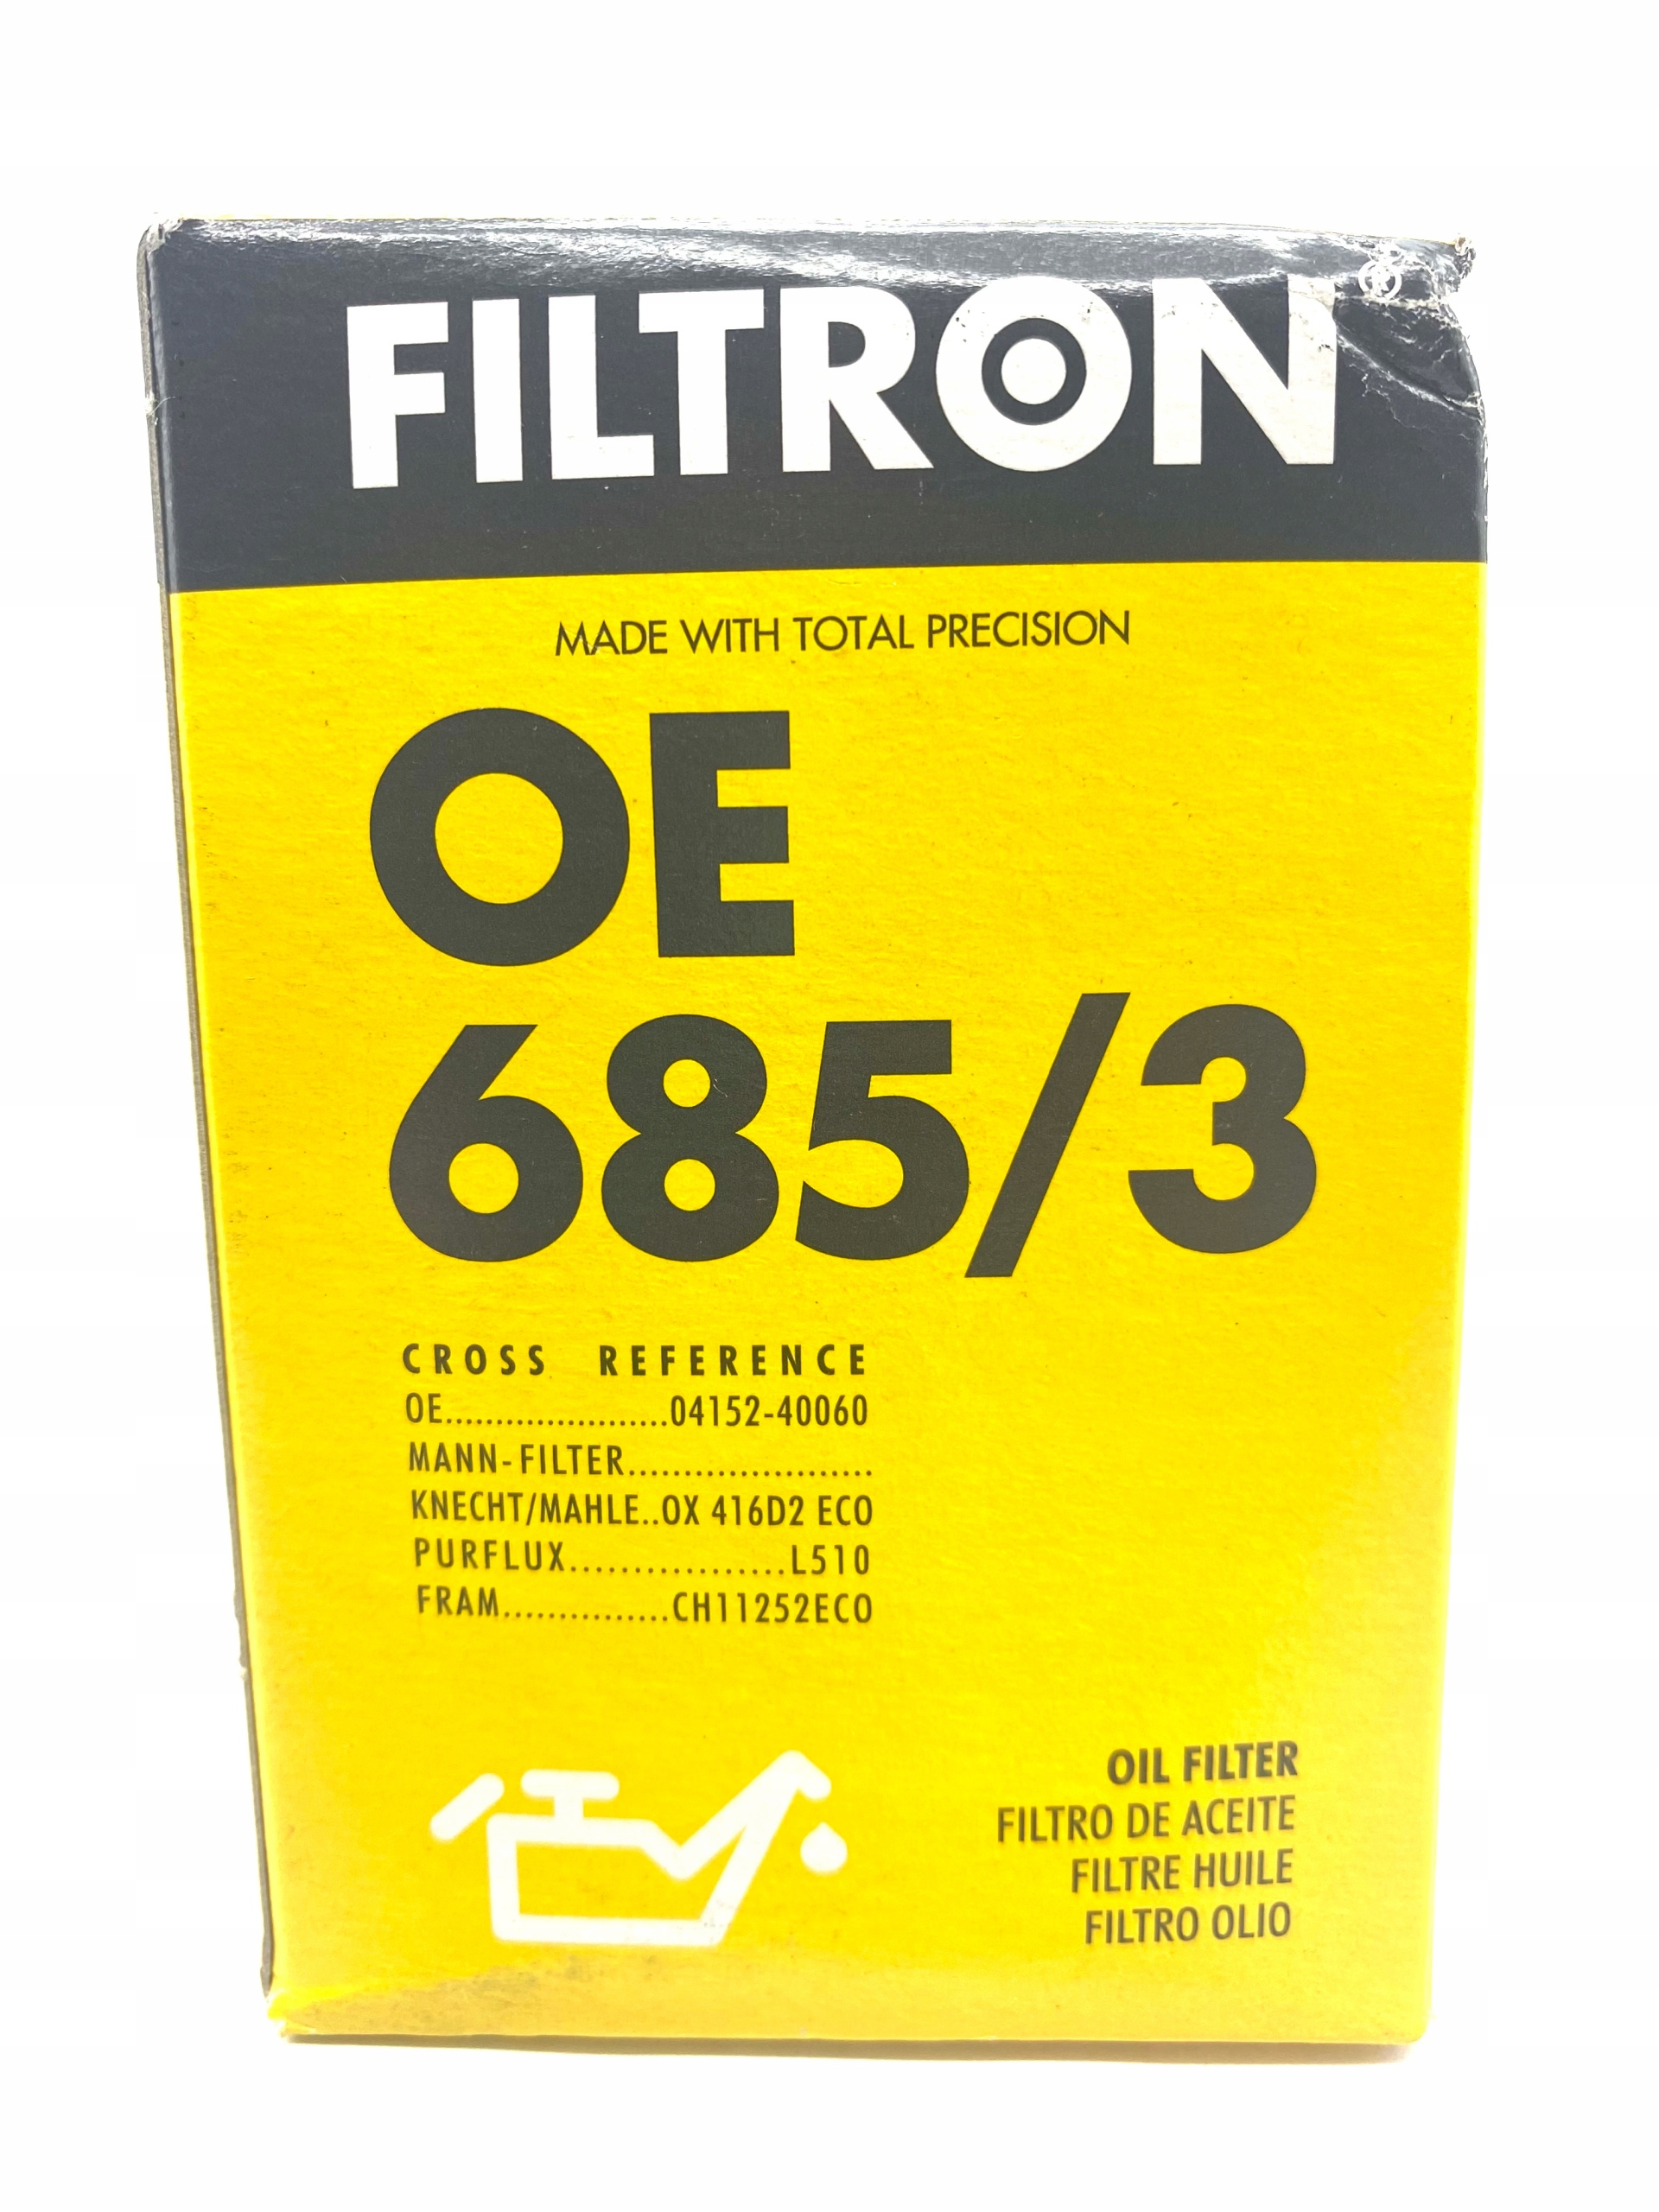 FILTRON®
MADE WITH TOTAL PRECISION
OE
685/3
CROSS REFERENCE
OE......................04152-40060
MANN-FILTER......................
KNECHT/MAHLE..OX 416D2 ECO
PURFLUX.................L510
FRAM...............CH11252ECO
OIL FILTER
FILTRO DE ACEITE
FILTRE HUILE
FILTRO OLIO